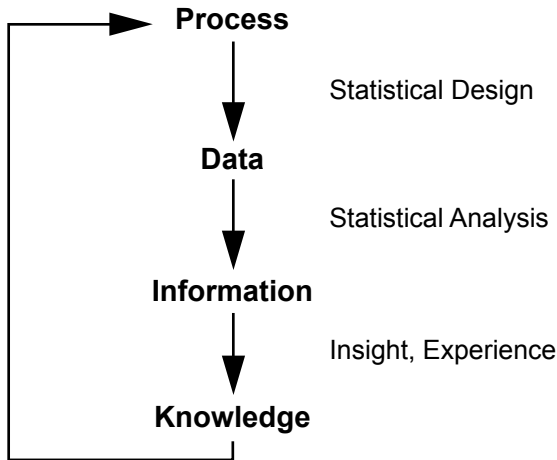 Process
Statistical Design
Data
Statistical Analysis
Information
Insight, Experience
Knowledge